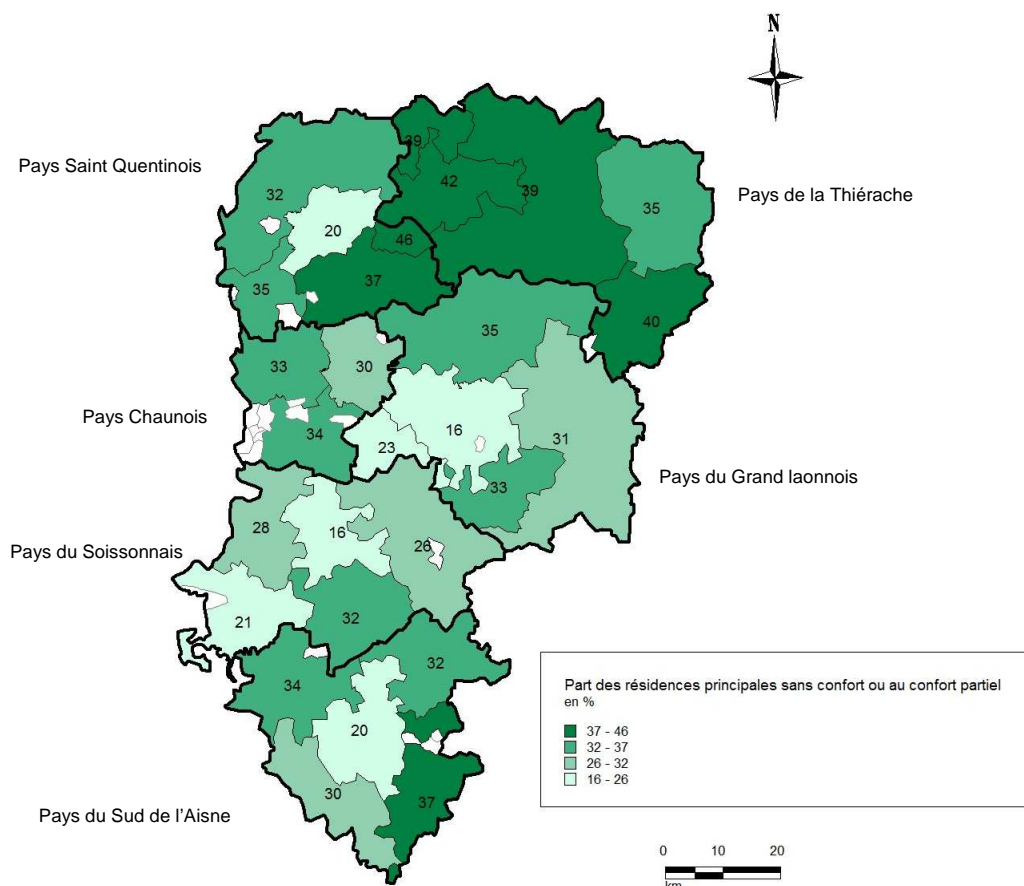 N
Pays Saint Quentinois
Pays de la Thiérache
39
42
39
32
20
35
46
37
35
40
35
33
30
Pays Chaunois
34
23
16
31
33
Pays du Grand laonnois
28
16
26
Pays du Soissonnais
21
32
34
32
20
30
37
Pays du Sud de l'Aisne
Part des résidences principales sans confort ou au confort partiel
en %
37 - 46
32 - 37
26 - 32
16 - 26
0 10 20
km